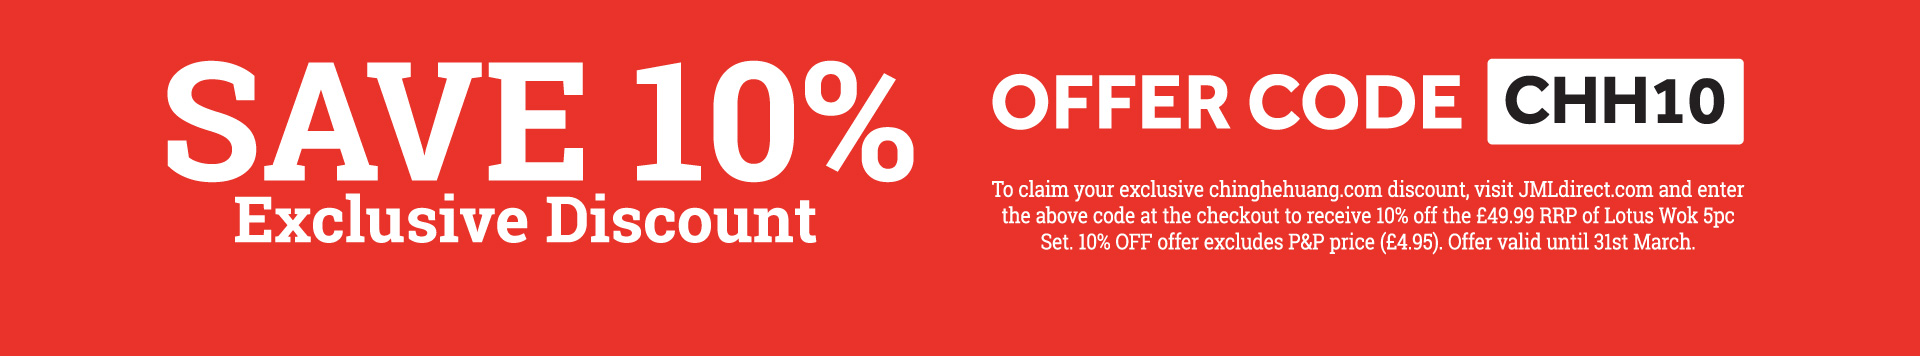 SAVE 10%
Exclusive Discount
OFFER CODE CHH10
To claim your exclusive chinghehuang.com discount, visit JMLdirect.com and enter
the above code at the checkout to receive 10% off the £49.99 RRP of Lotus Wok 5pc
Set. 10% OFF offer excludes P&P price (£4.95). Offer valid until 31st March.